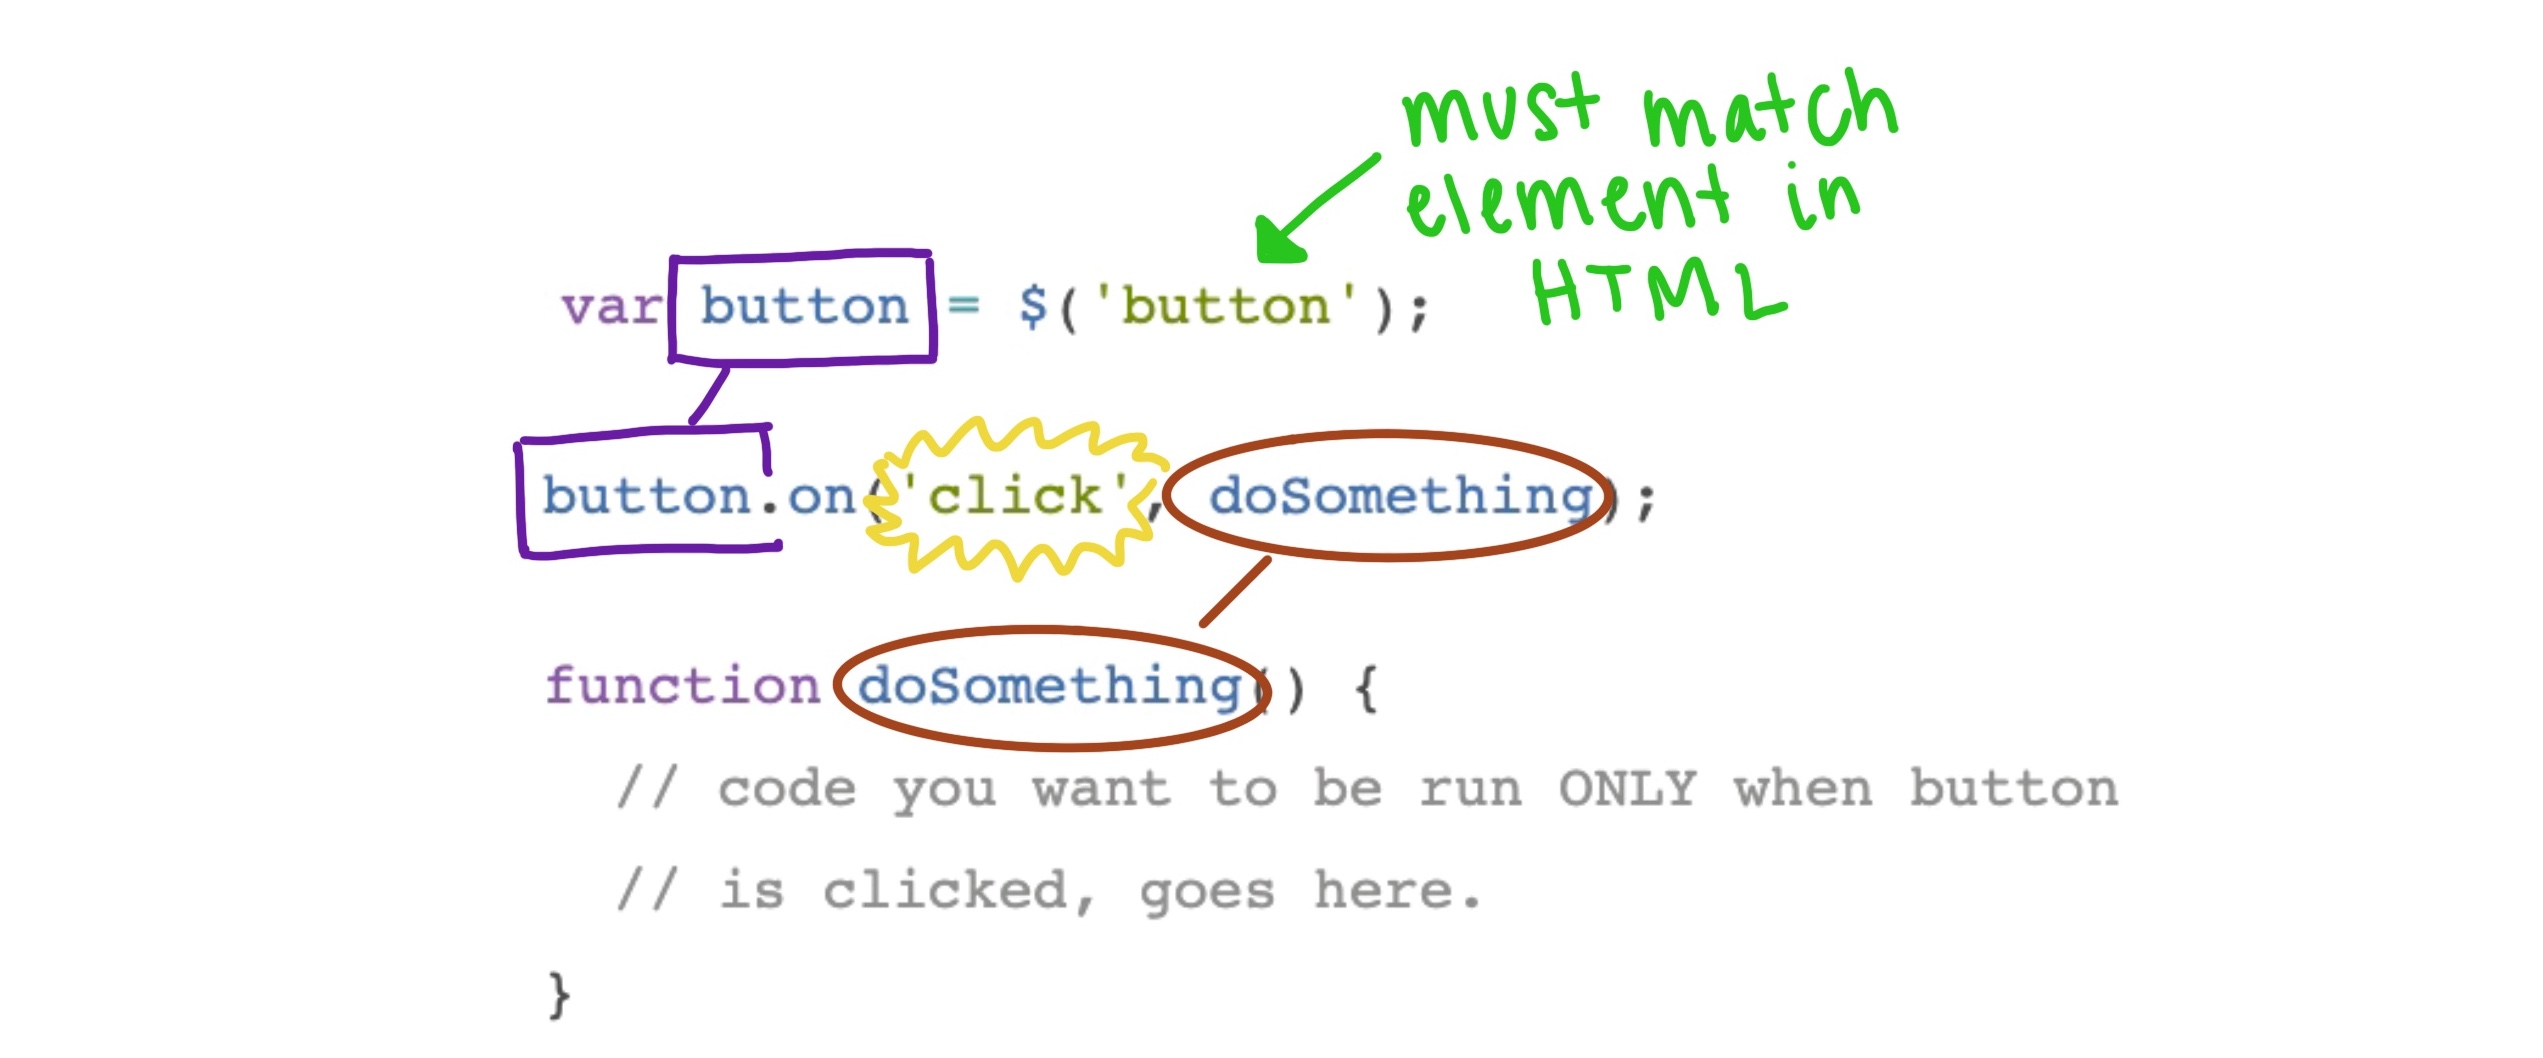 must match
element in
HTML
var button = $('button');
button.on('click', doSomething);
function doSomething() {
// code you want to be run ONLY when button
// is clicked, goes here.
}